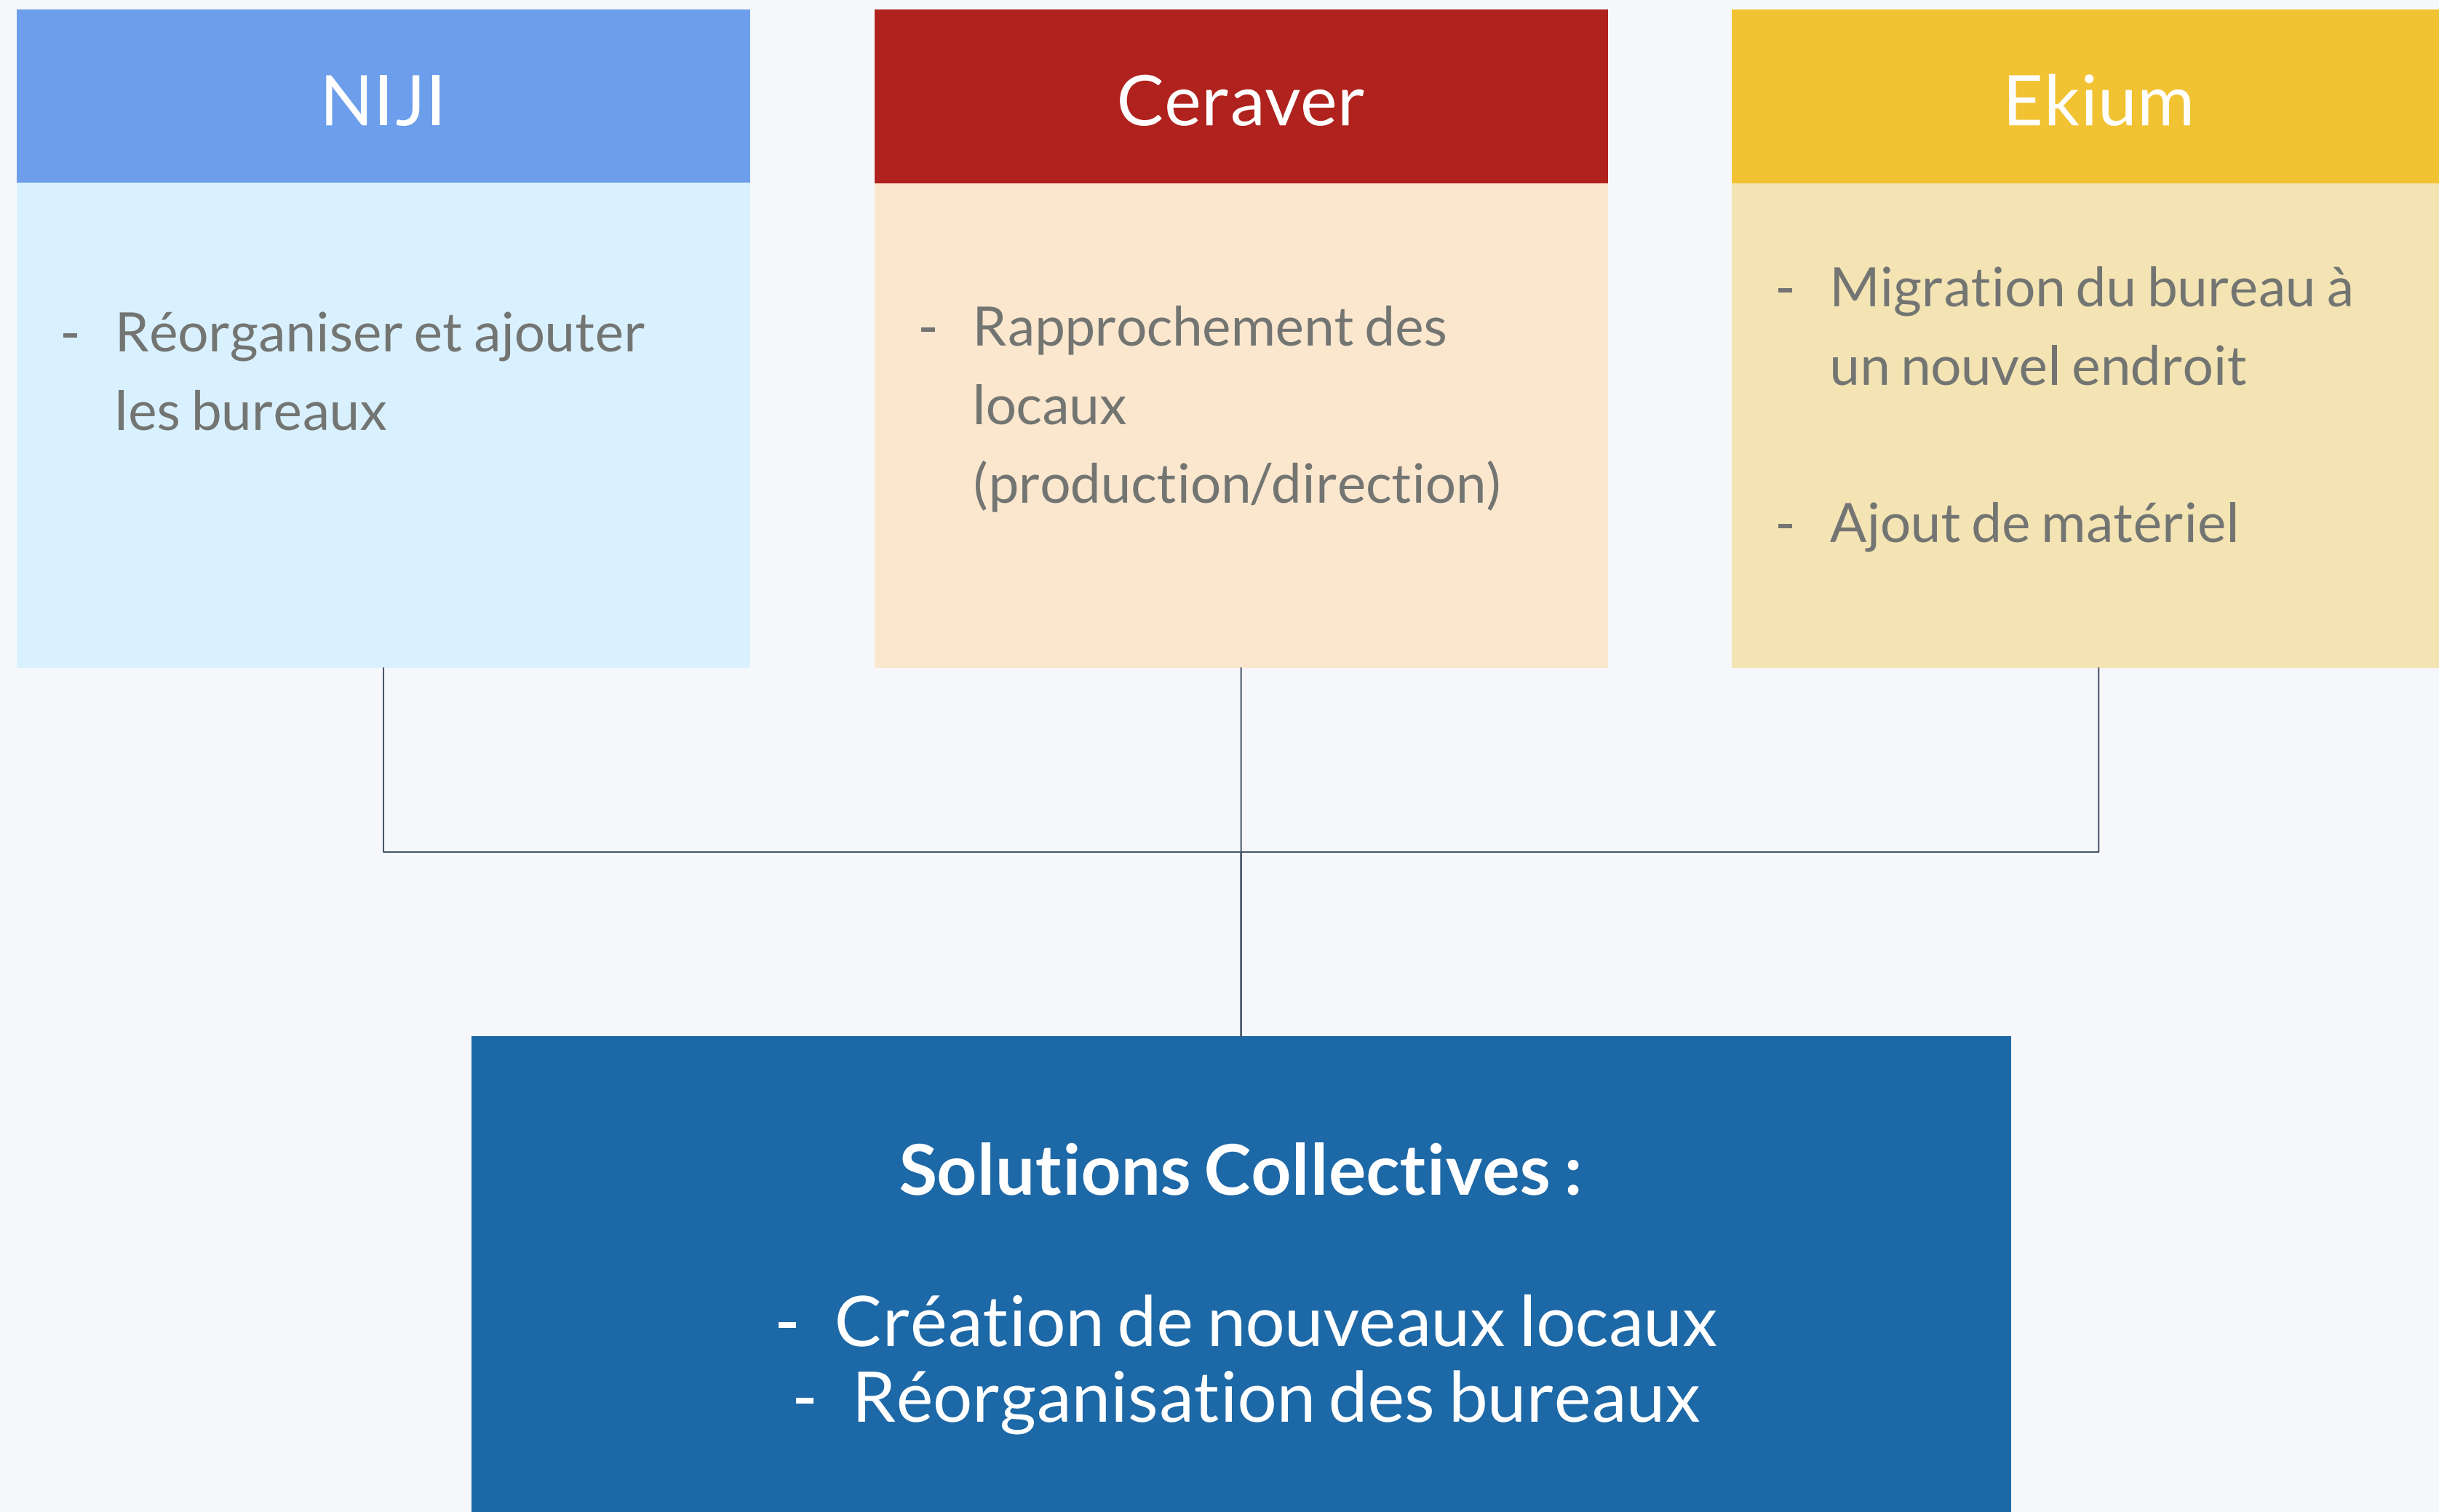 NIJI
- Réorganiser et ajouter
les bureaux
Ceraver
- Rapprochement des
locaux
(production/direction)
Ekium
- Migration du bureau à
un nouvel endroit
- Ajout de matériel
Solutions Collectives :
- Création de nouveaux locaux
- Réorganisation des bureaux